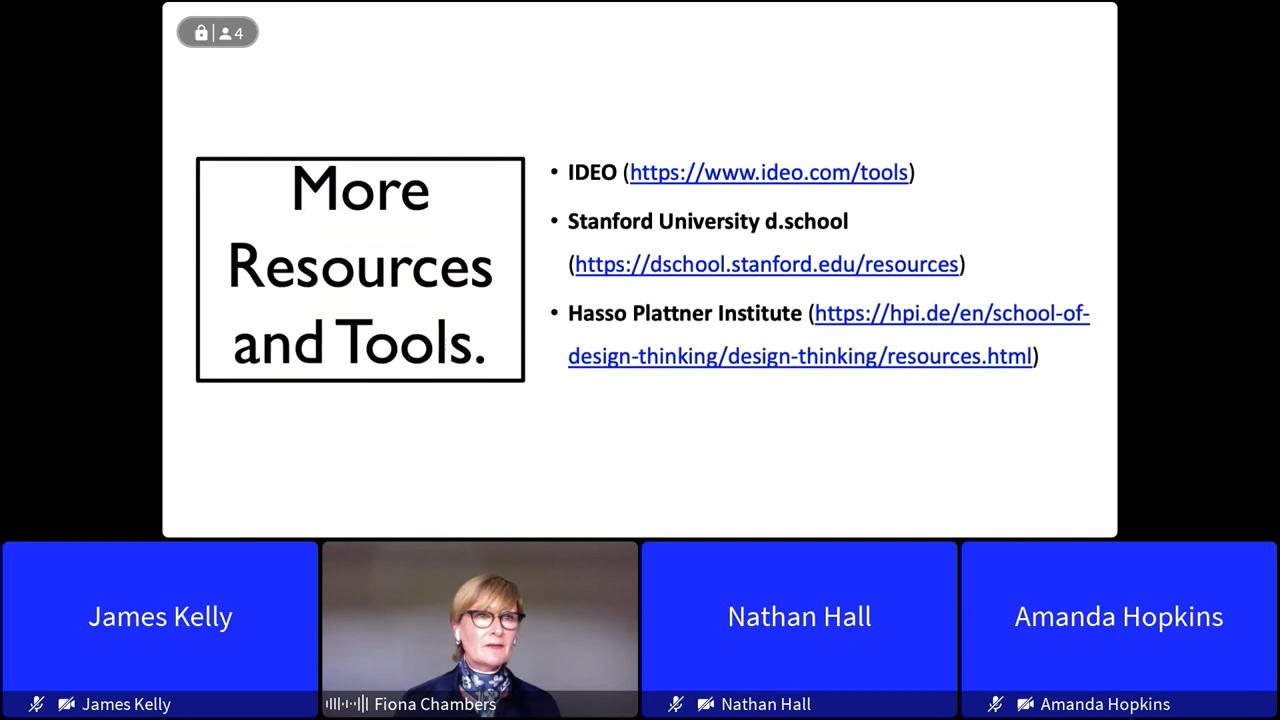 4
More
Resources
and Tools.
• IDEO (https://www.ideo.com/tools)
• Stanford University d.school
(https://dschool.stanford.edu/resources)
• Hasso Plattner Institute (https://hpi.de/en/school-of-
design-thinking/design-thinking/resources.html)
James Kelly
Nathan Hall
Amanda Hopkins
James Kelly
Fiona Chambers
Nathan Hall
Amanda Hopkins